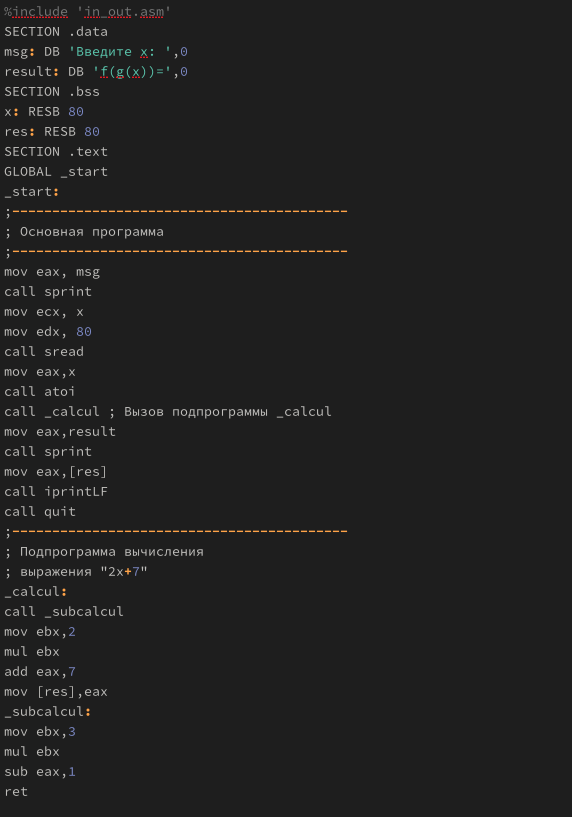 %include 'in_out.asm'
SECTION .data
msg: DB 'Введите x: ',0
result: DB 'f(g(x))=',0
SECTION .bss
x: RESB 80
res: RESB 80
SECTION .text
GLOBAL _start
_start:
;------------------------------------------
; Основная программа
;------------------------------------------
mov eax, msg
call sprint
mov ecx, x
mov edx, 80
call sread
mov eax,x
call atoi
call _calcul ; Вызов подпрограммы _calcul
mov eax,result
call sprint
mov eax,[res]
call iprintLF
call quit
;------------------------------------------
; Подпрограмма вычисления
; выражения "2x+7"
_calcul:
call _subcalcul
mov ebx,2
mul ebx
add eax,7
mov [res],eax
_subcalcul:
mov ebx,3
mul ebx
sub eax,1
ret